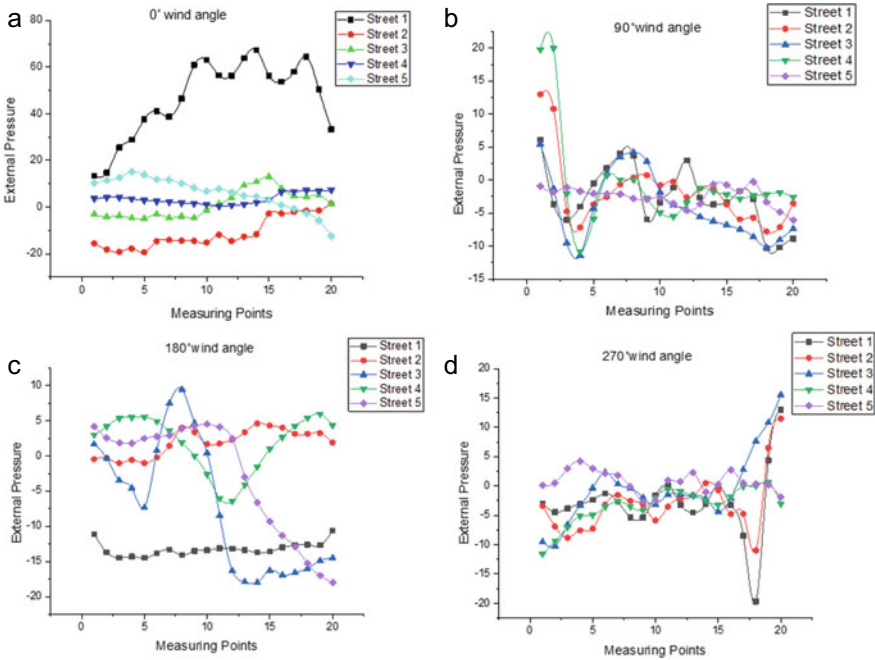 a
0° wind angle
Street 1
Street 2
Street 3
Street 4
Street 5
80
60
40
20
0
-20
External Pressure
0
5
10
15
20
Measuring Points
b
90°wind angle
Street 1
Street 2
Street 3
Street 4
Street 5
20
15
10
5
0
-5
-10
-15
External Pressure
0
5
10
15
20
Measuring Points
c
180°wind angle
Street 1
Street 2
Street 3
Street 4
Street 5
10
5
0
-5
-10
-15
-20
External Pressure
0
5
10
15
20
Measuring Points
d
270°wind angle
Street 1
Street 2
Street 3
Street 4
Street 5
20
15
10
5
0
-5
-10
-15
-20
External Pressure
0
5
10
15
20
Measuring Points